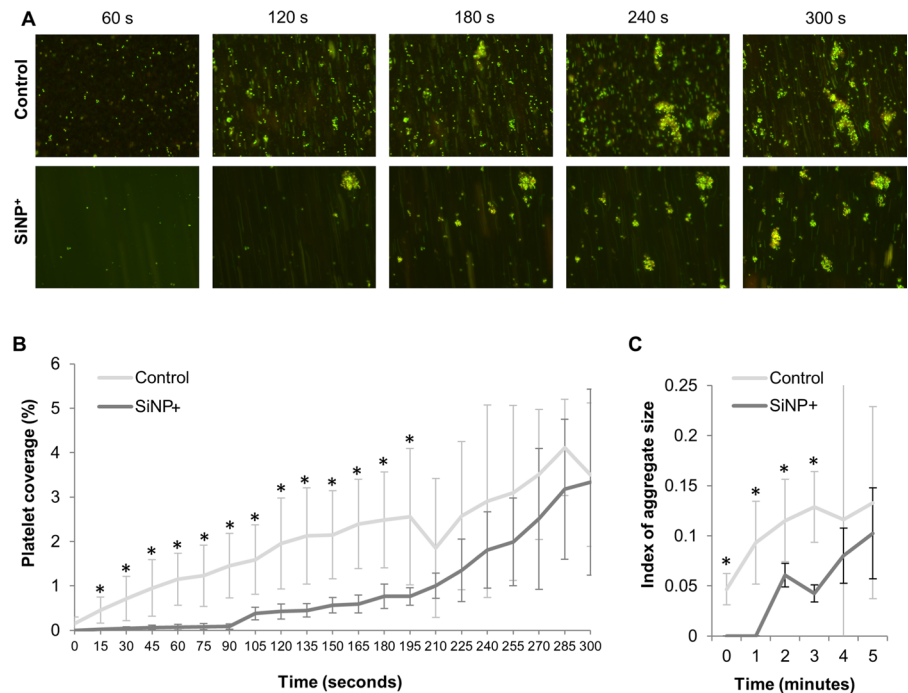 A
60 s 120 s 180 s 240 s 300 s
Control
SiNP+
B
Control
SiNP+
Platelet coverage (%)
6
5
4
3
2
1
0
* * * * * * * * * * * * *
0 15 30 45 60 75 90 105 120 135 150 165 180 195 210 225 240 255 270 285 300
Time (seconds)
C
Control
SiNP+
Index of aggregate size
0.25
0.2
0.15
0.1
0.05
0
* * * *
0 1 2 3 4 5
Time (minutes)